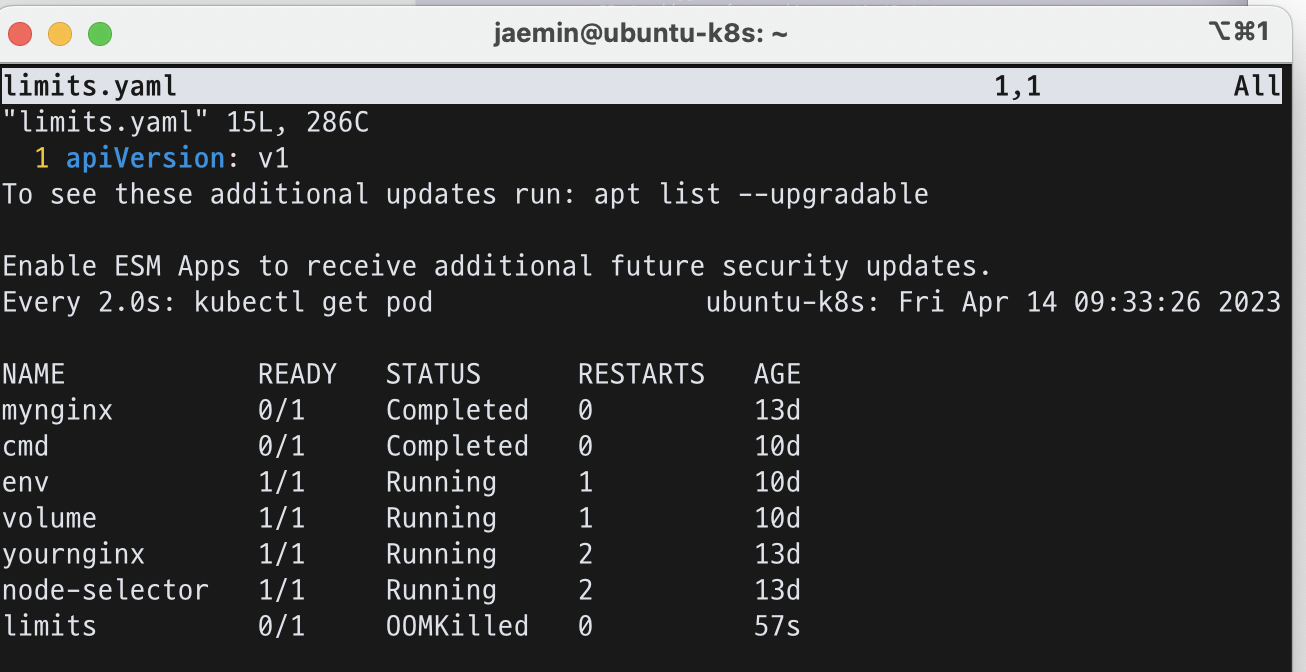 jaemin@ubuntu-k8s: ~ ⌥⌘1
limits.yaml 1,1 All
"limits.yaml" 15L, 286C
1 apiVersion: v1
To see these additional updates run: apt list --upgradable
Enable ESM Apps to receive additional future security updates.
Every 2.0s: kubectl get pod ubuntu-k8s: Fri Apr 14 09:33:26 2023
NAME READY STATUS RESTARTS AGE
mynginx 0/1 Completed 0 13d
cmd 0/1 Completed 0 10d
env 1/1 Running 1 10d
volume 1/1 Running 1 10d
yournginx 1/1 Running 2 13d
node-selector 1/1 Running 2 13d
limits 0/1 OOMKilled 0 57s